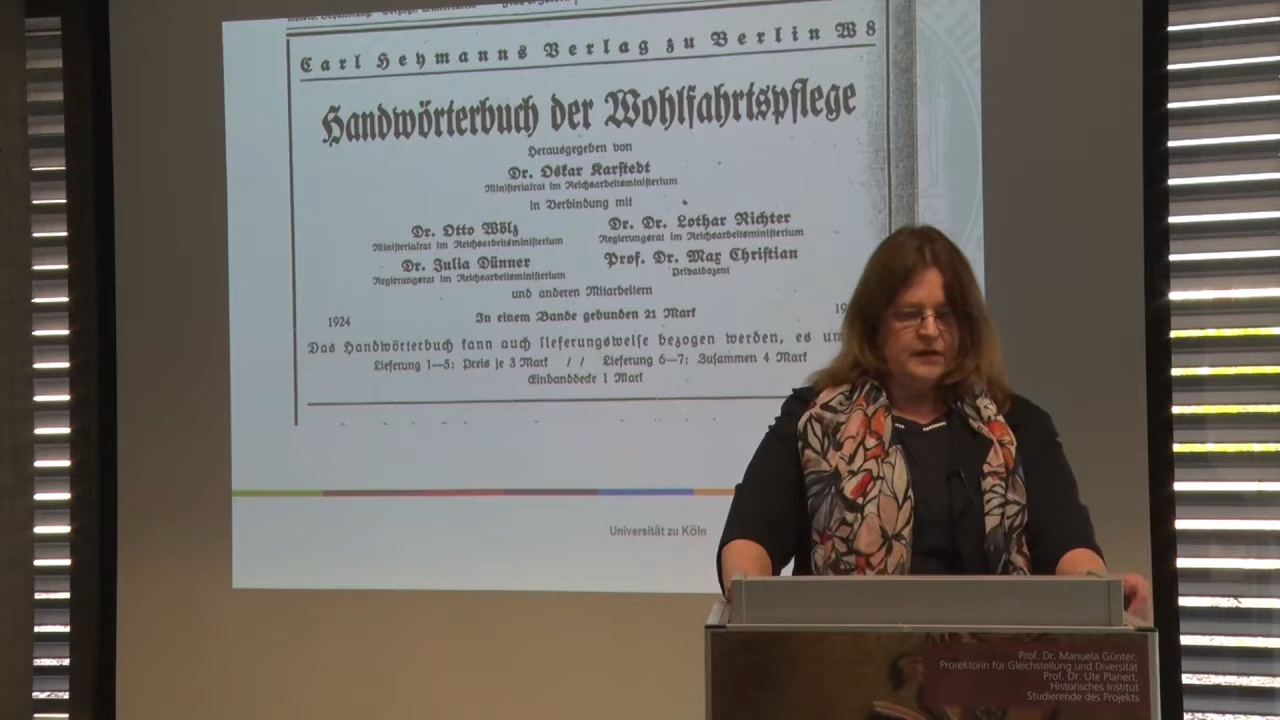 Carl Heymanns Verlag zu Berlin W 8
Handwörterbuch der Wohlfahrtspflege
Herausgegeben von
Dr. Oskar Karstedt
Ministerialrat im Reichsarbeitsministerium
in Verbindung mit
Dr. Otto Wölz
Ministerialrat im Reichsarbeitsministerium
Dr. Dr. Lothar Richter
Regierungsrat im Reichsarbeitsministerium
Dr. Julia Dünner
Regierungsrat im Reichsarbeitsministerium
Prof. Dr. Max Christian
Privatdozent
und anderen Mitarbeitern
1924
In einem Bande gebunden 21 Mark
Das Handwörterbuch kann auch lieferungsweise bezogen werden, es
Lieferung 1—5: Preis je 3 Mark // Lieferung 6—7: Zusammen 4 Mark
Einbanddecke 1 Mark
Universität zu Köln
Prof. Dr. Manuela Günter,
Prorektorin für Gleichstellung und Diversität
Prof. Dr. Ute Planert,
Historisches Institut
Studierende des Projekts